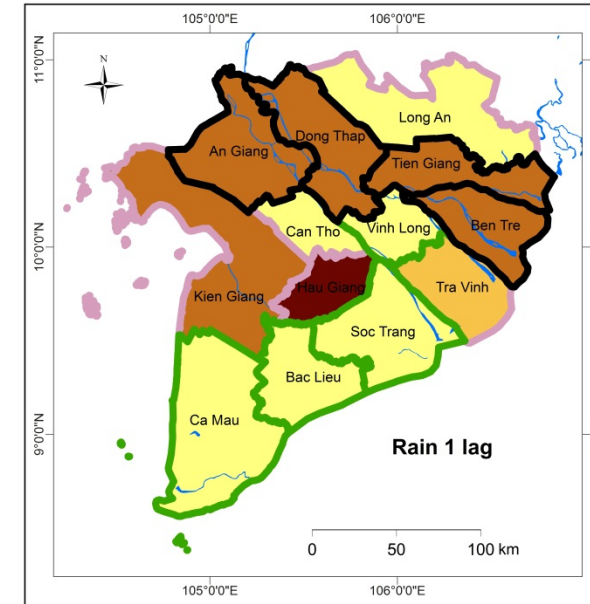 105°0'0"E 106°0'0"E
11°0'0"N
N
Long An
Dong Thap
An Giang
Tien Giang
Ben Tre
Can Tho
Vinh Long
10°0'0"N
Kien Giang
Hau Giang
Tra Vinh
Soc Trang
Bac Lieu
Ca Mau
9°0'0"N
Rain 1 lag
0 50 100 km
105°0'0"E 106°0'0"E